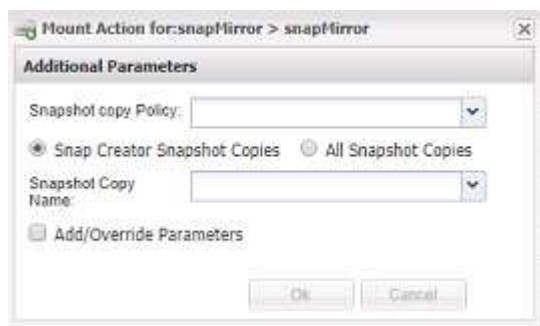 Mount Action for:snapMirror > snapMirror
Additional Parameters
Snapshot copy Policy:
Snap Creator Snapshot Copies All Snapshot Copies
Snapshot Copy
Name:
Add/Override Parameters
Ok Cancel